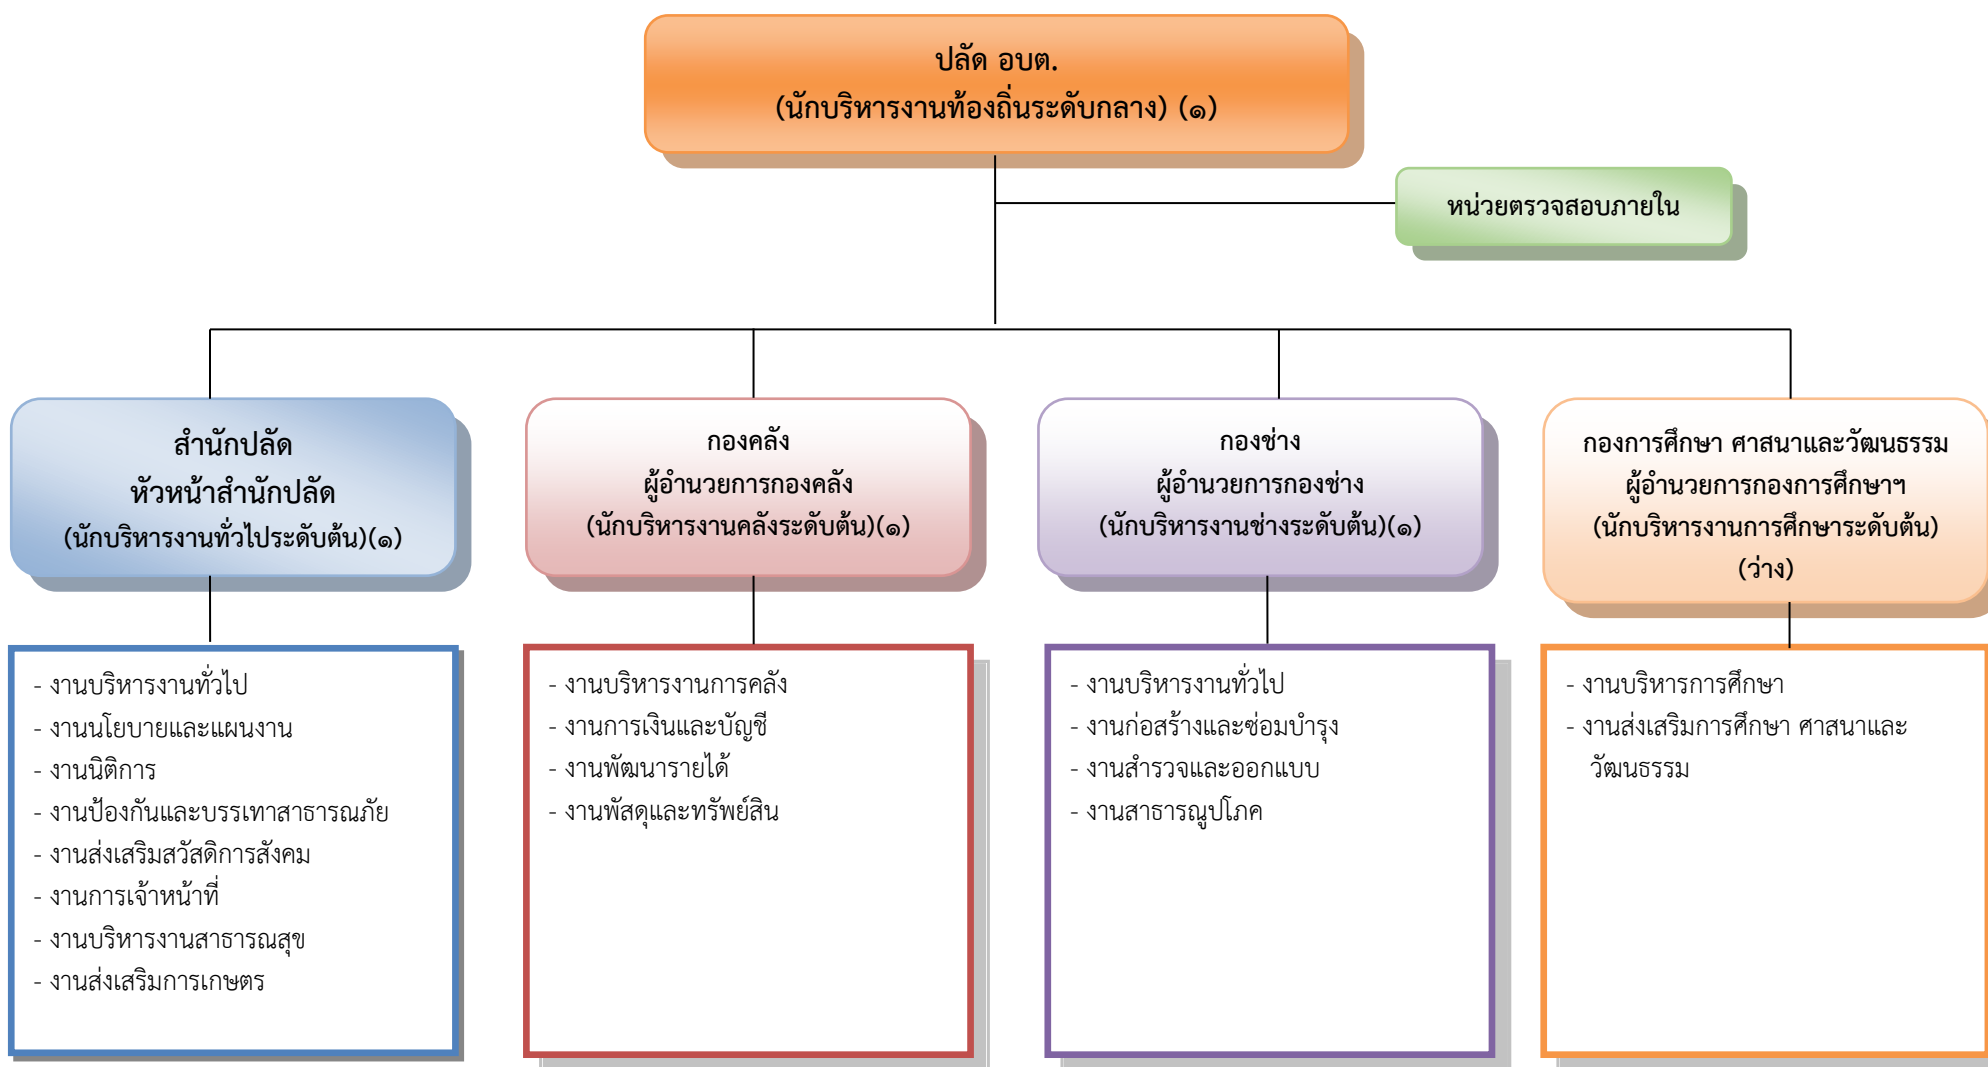 ปลัด อบต.
(นักบริหารงานท้องถิ่นระดับกลาง) (๑)
หน่วยตรวจสอบภายใน
สำนักปลัด
หัวหน้าสำนักปลัด
(นักบริหารงานทั่วไประดับต้น)(๑)
กองคลัง
ผู้อำนวยการกองคลัง
(นักบริหารงานคลังระดับต้น)(๑)
กองช่าง
ผู้อำนวยการกองช่าง
(นักบริหารงานช่างระดับต้น)(๑)
กองการศึกษา ศาสนาและวัฒนธรรม
ผู้อำนวยการกองการศึกษาฯ
(นักบริหารงานการศึกษาระดับต้น)
(ว่าง)
- งานบริหารงานทั่วไป
- งานนโยบายและแผนงาน
- งานนิติการ
- งานป้องกันและบรรเทาสาธารณภัย
- งานส่งเสริมสวัสดิการสังคม
- งานการเจ้าหน้าที่
- งานบริหารงานสาธารณสุข
- งานส่งเสริมการเกษตร
- งานบริหารงานการคลัง
- งานการเงินและบัญชี
- งานพัฒนารายได้
- งานพัสดุและทรัพย์สิน
- งานบริหารงานทั่วไป
- งานก่อสร้างและซ่อมบำรุง
- งานสำรวจและออกแบบ
- งานสาธารณูปโภค
- งานบริหารการศึกษา
- งานส่งเสริมการศึกษา ศาสนาและ
วัฒนธรรม